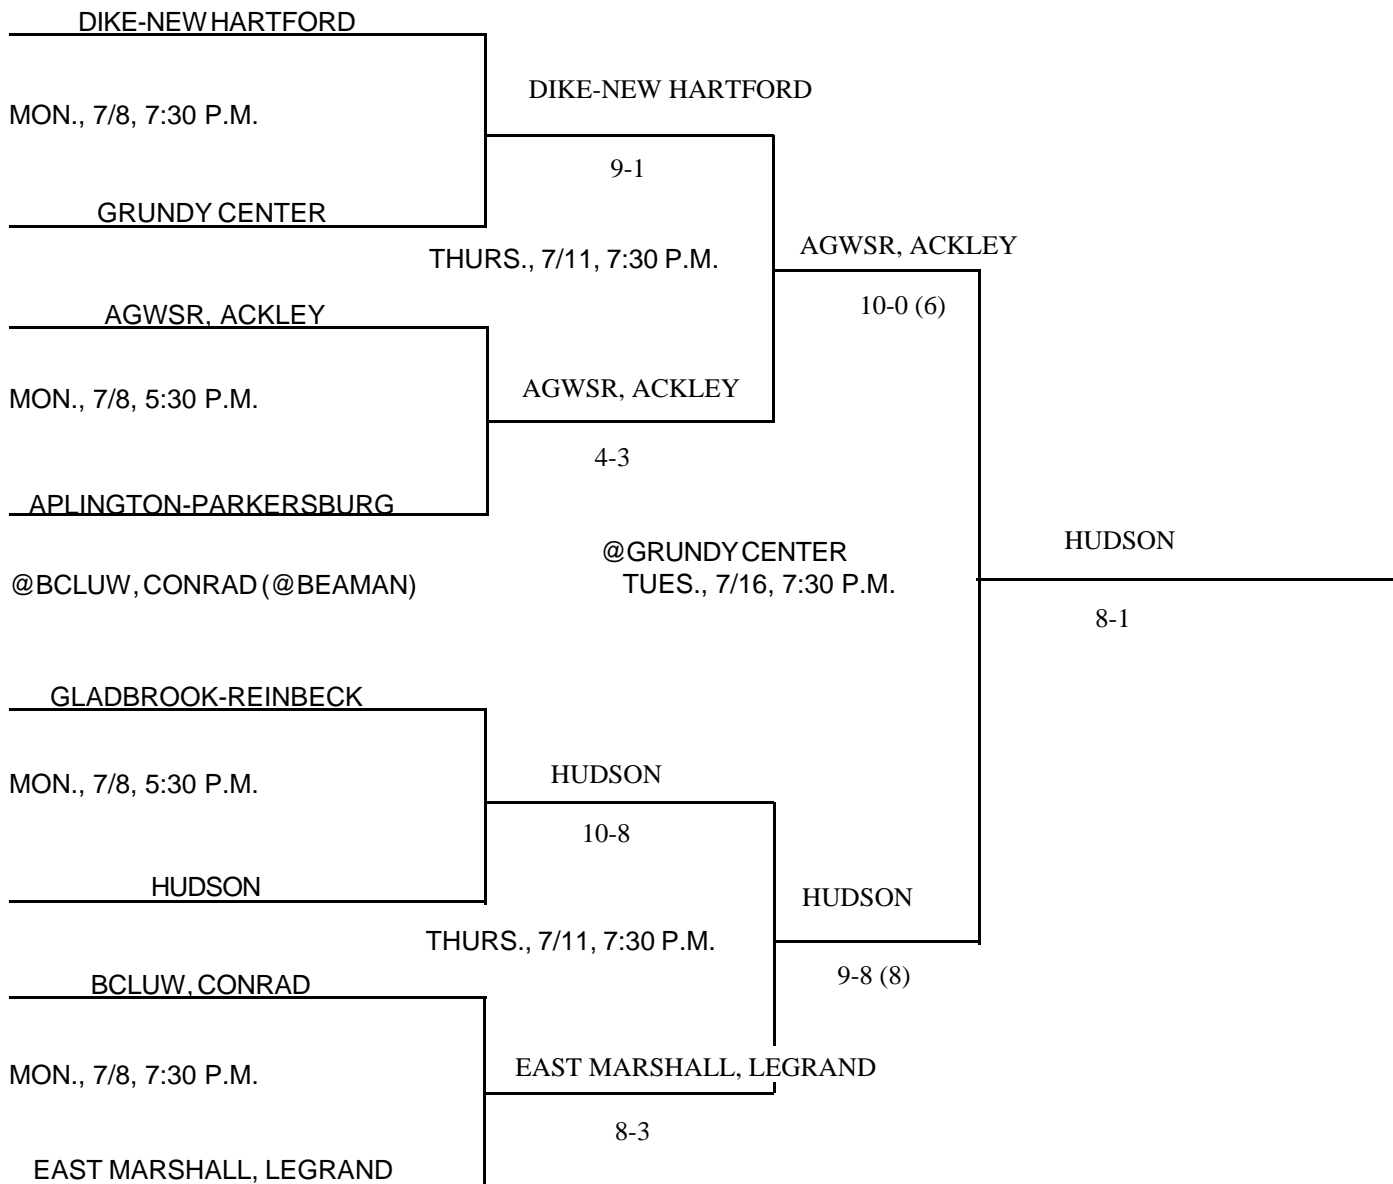 DIKE-NEW HARTFORD
DIKE-NEW HARTFORD
MON., 7/8, 7:30 P.M.
9-1
GRUNDY CENTER
AGWSR, ACKLEY
THURS., 7/11, 7:30 P.M.
10-0 (6)
AGWSR, ACKLEY
AGWSR, ACKLEY
MON., 7/8, 5:30 P.M.
4-3
APLINGTON-PARKERSBURG
@GRUNDY CENTER
HUDSON
@BCLUW, CONRAD (@BEAMAN)
TUES., 7/16, 7:30 P.M.
8-1
GLADBROOK-REINBECK
HUDSON
MON., 7/8, 5:30 P.M.
10-8
HUDSON
HUDSON
THURS., 7/11, 7:30 P.M.
9-8 (8)
BCLUW, CONRAD
EAST MARSHALL, LEGRAND
MON., 7/8, 7:30 P.M.
8-3
EAST MARSHALL, LEGRAND